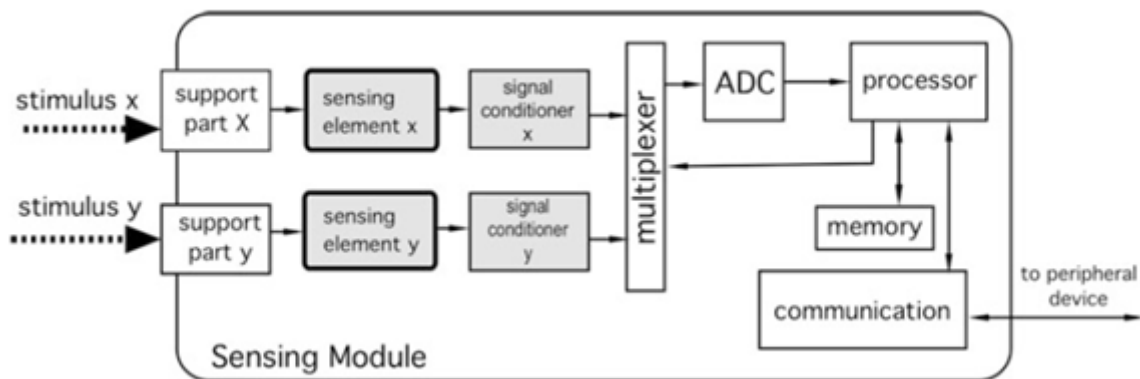 stimulus x
support
part X
sensing
element x
signal
conditioner
x
multiplexer
ADC
processor
stimulus y
support
part y
sensing
element y
signal
conditioner
y
memory
communication
to peripheral
device
Sensing Module